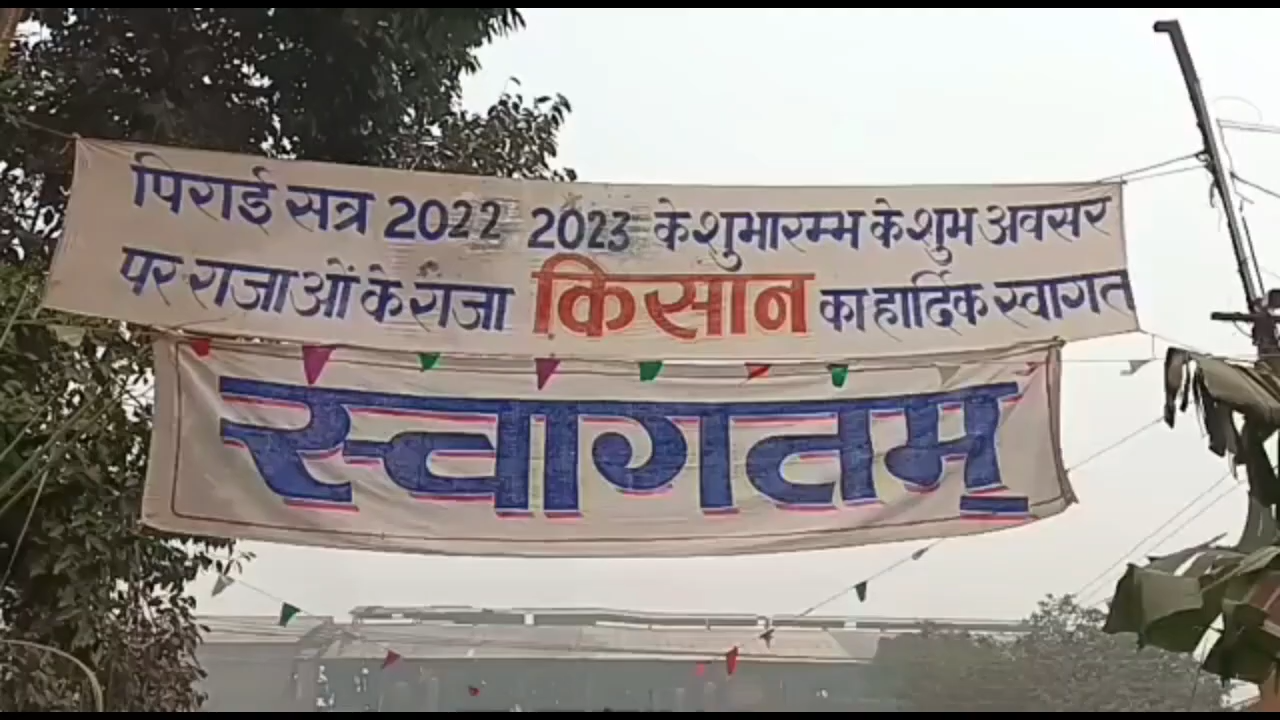 पिराई सत्र 2022 2023 के शुभारम्भ के शुभ अवसर
पर राजाओं के राजा किसान का हार्दिक स्वागत
स्वागतम्